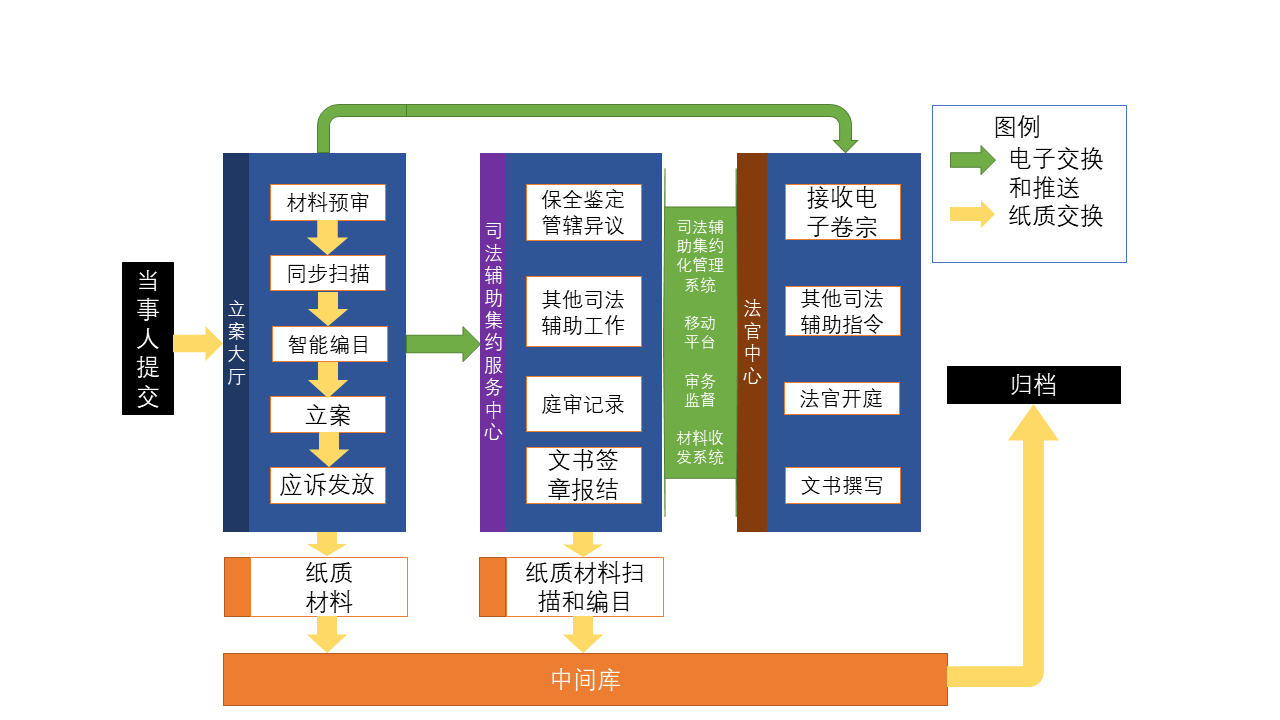 当事人提交
立案大厅
材料预审
同步扫描
智能编目
立案
应诉发放
纸质
材料
司法辅助集约服务中心
保全鉴定
管辖异议
其他司法
辅助工作
庭审记录
文书签
章报结
纸质材料扫
描和编目
司法辅
助集约
化管理
系统
移动
平台
审务
监督
材料收
发系统
法官中心
接收电
子卷宗
其他司法
辅助指令
法官开庭
文书撰写
图例
电子交换
和推送
纸质交换
归档
中间库